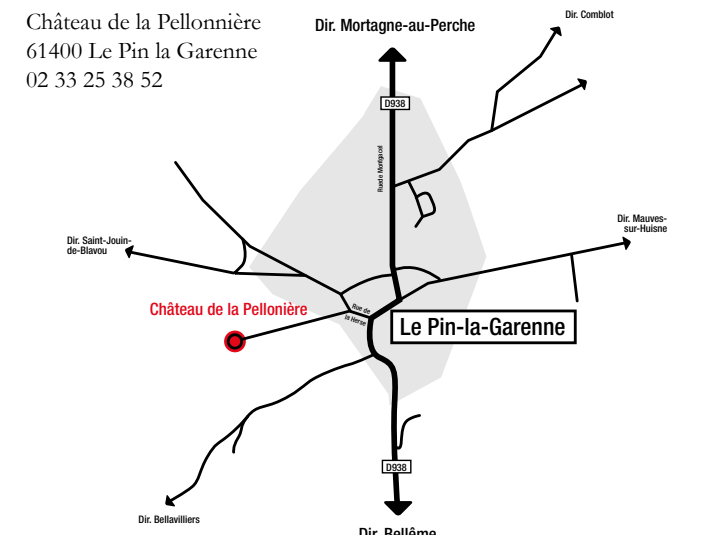 Château de la Pellonnière
61400 Le Pin la Garenne
02 33 25 38 52
Dir. Mortagne-au-Perche
Dir. Comblot
D938
Rue de Montgacol
Dir. Mauves-
sur-Huisne
Dir. Saint-Jouin-
de-Blavou
Château de la Pellonière
Rue de
la Herse
Le Pin-la-Garenne
D938
Dir. Bellavilliers
Dir. Bellême